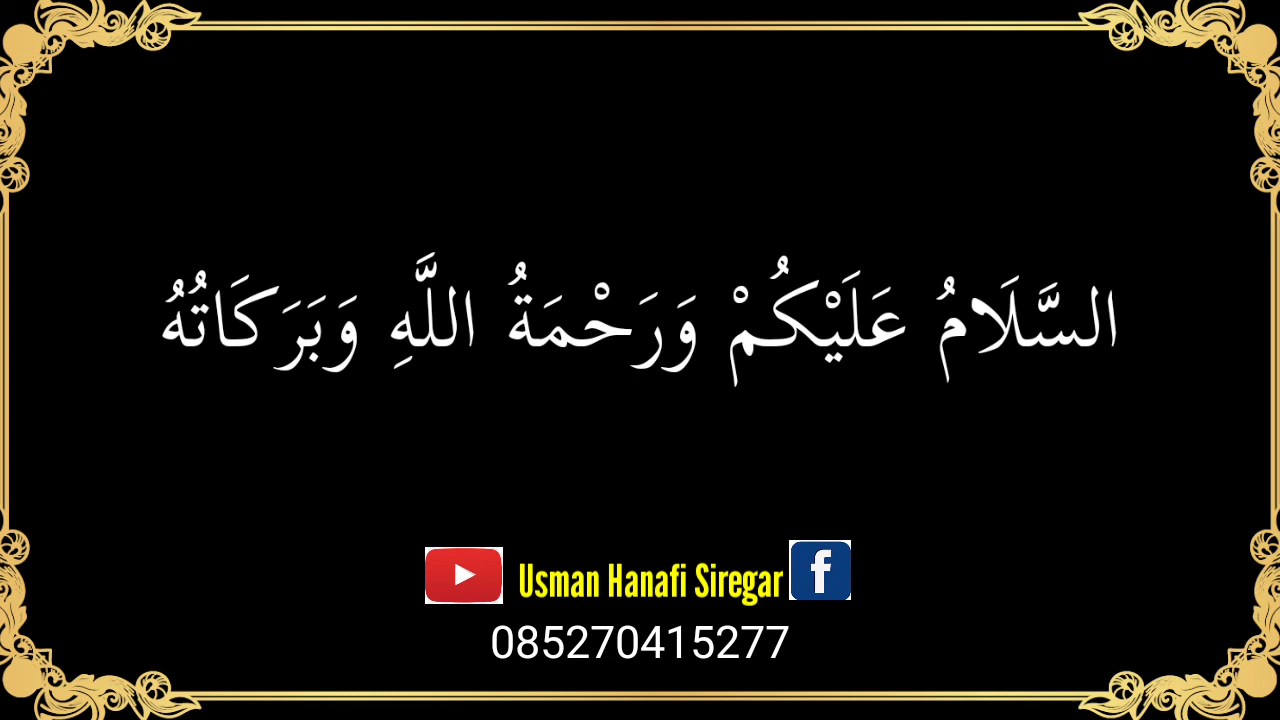 السَّلَامُ عَلَيْكُمْ وَرَحْمَةُ اللَّهِ وَبَرَكَاتُهُ
Usman Hanafi Siregar
085270415277